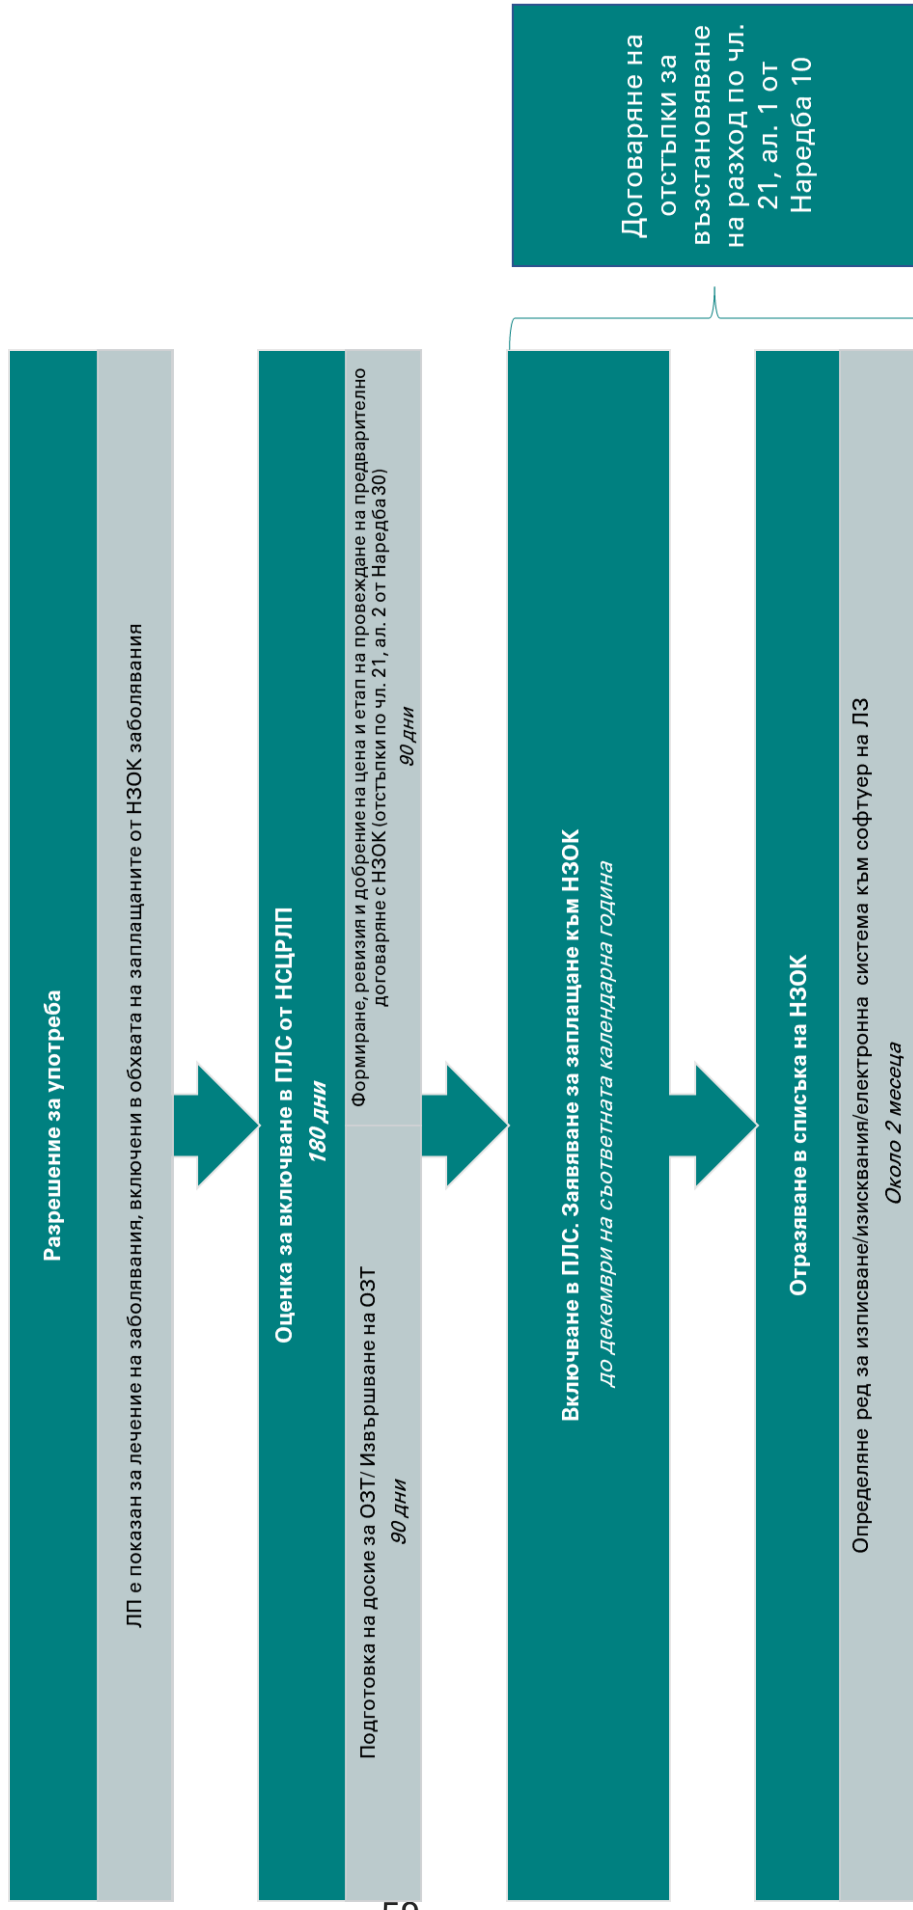 Разрешение за употреба
ЛП е показан за лечение на заболявания, включени в обхвата на заплащаните от НЗОК заболявания
Оценка за включване в ПЛС от НСЦРЛП
180 дни
Подготовка на досие за ОЗТ/ Извършване на ОЗТ
90 дни
Формиране, ревизия и добрение на цена и етап на провеждане на предварително
договаряне с НЗОК (отстъпки по чл. 21, ал. 2 от Наредба 30)
90 дни
Включване в ПЛС. Заявяване за заплащане към НЗОК
до декември на съответната календарна година
Отразяване в списъка на НЗОК
Определяне ред за изписване/изисквания/електронна система към софтуер на ЛЗ
Около 2 месеца
Договаряне на
отстъпки за
възстановяване
на разход по чл.
21, ал. 1 от
Наредба 10